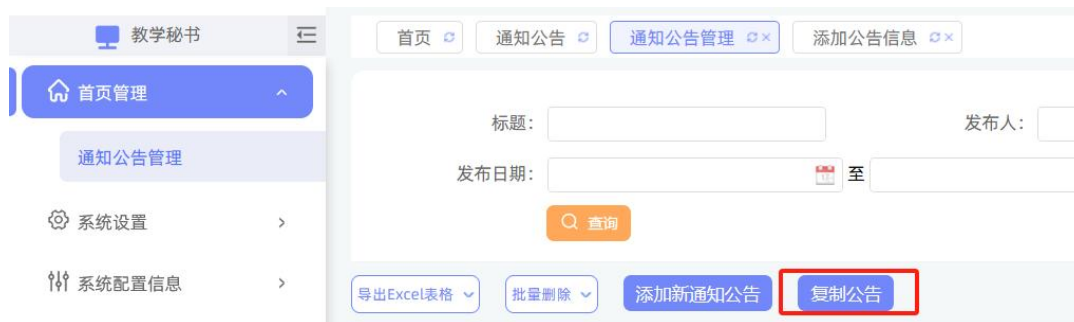 教学秘书
首页 通知公告 通知公告管理 × 添加公告信息 ×
首页管理
标题： 发布人：
通知公告管理
发布日期： 至
系统设置
查询
系统配置信息
导出Excel表格 批量删除 添加新通知公告 复制公告